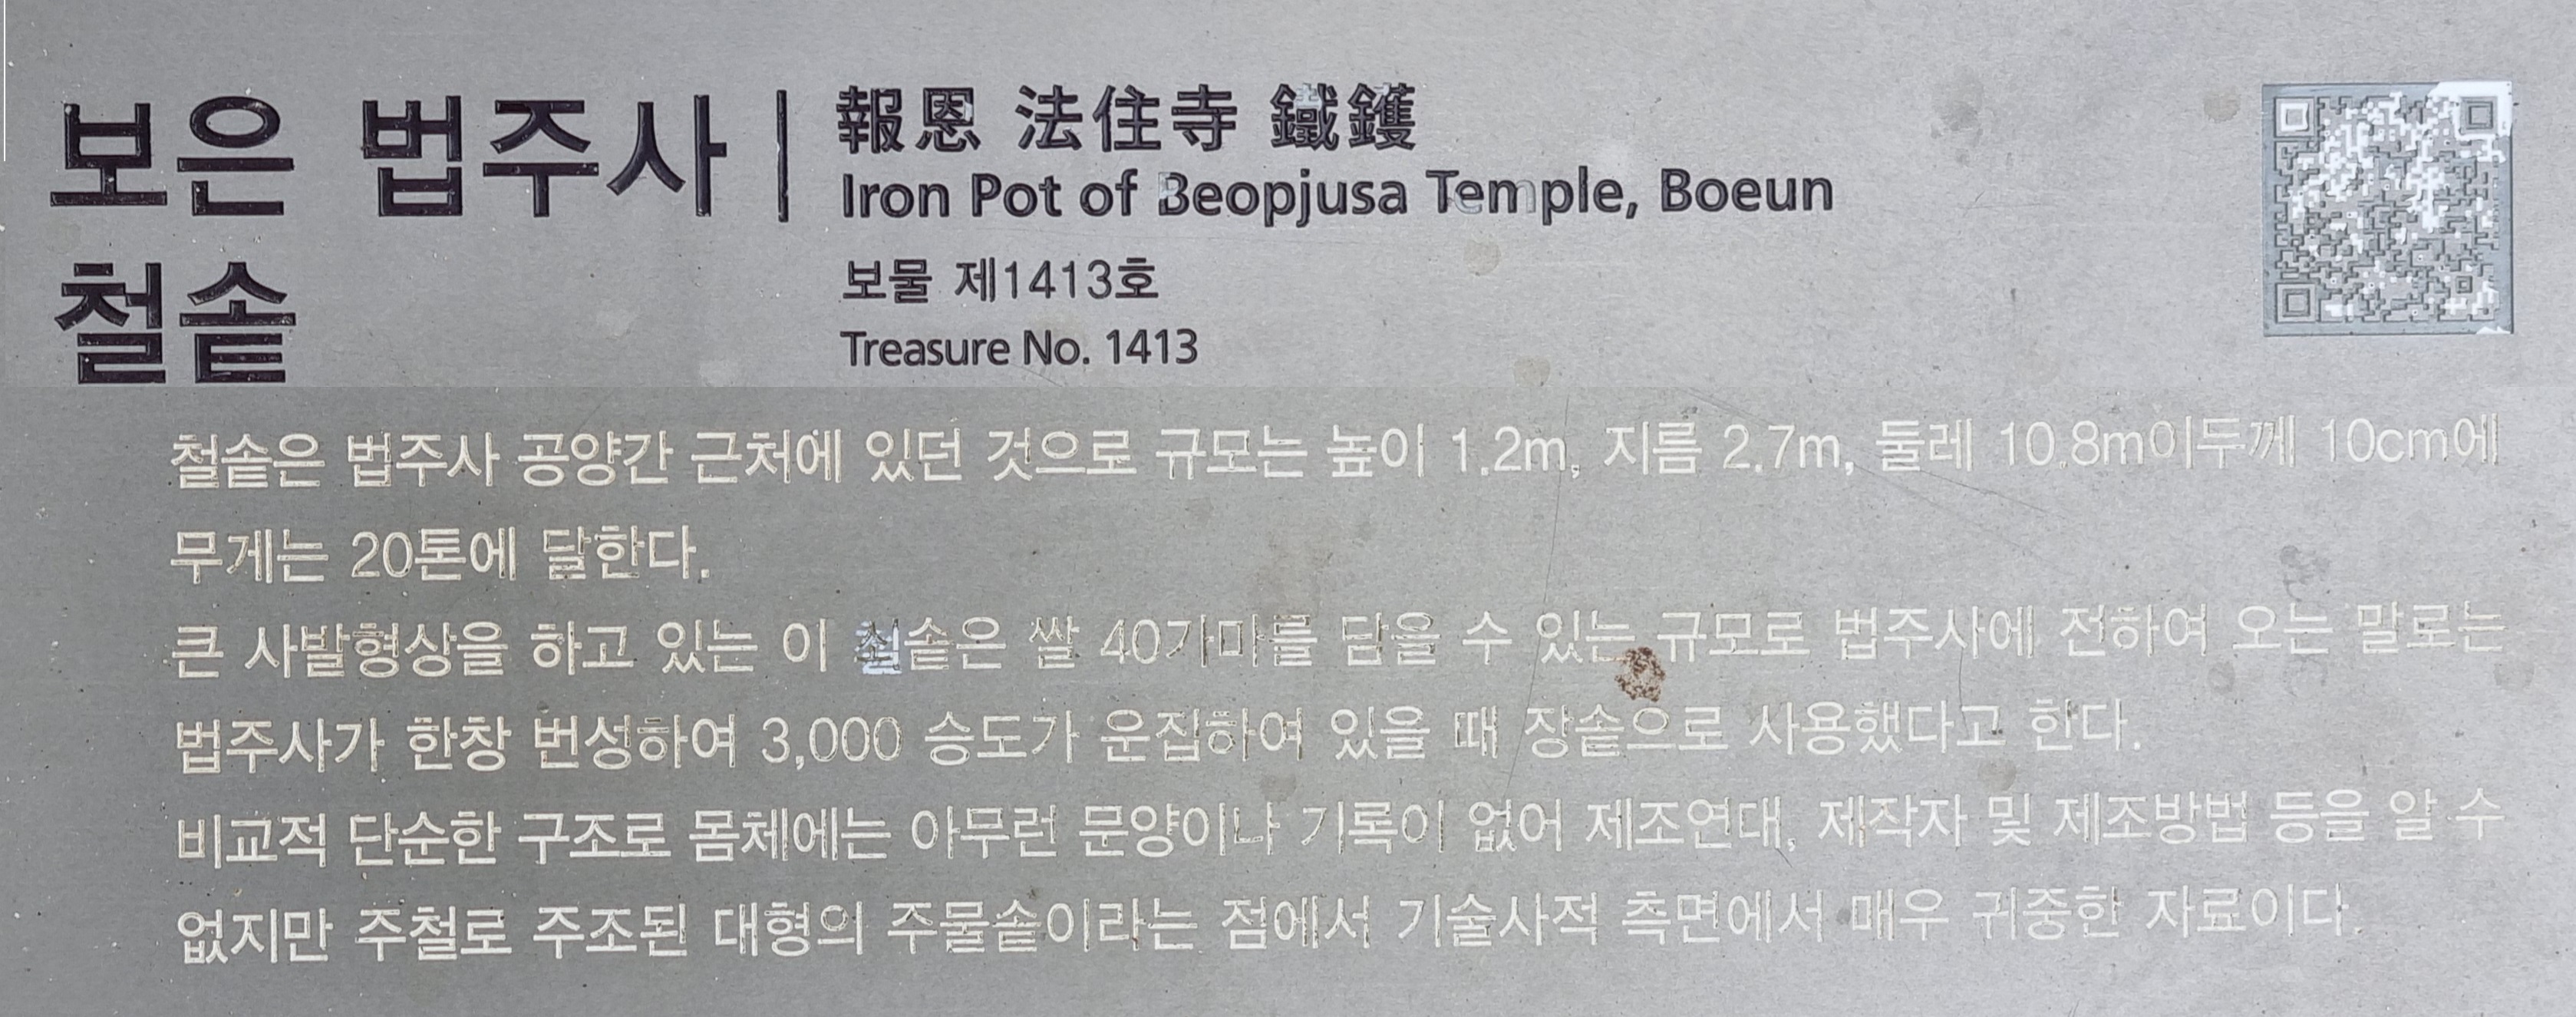 보은 법주사
철솥
報恩 法住寺 鐵鑊
Iron Pot of Beopjusa Temple, Boeun
보물 제1413호
Treasure No. 1413
철솥은 법주사 공양간 근처에 있던 것으로 규모는 높이 1.2m, 지름 2.7m, 둘레 10.8m이두께 10cm에
무게는 20톤에 달한다.
큰 사발형상을 하고 있는 이 철솥은 쌀 40가마를 담을 수 있는 규모로 법주사에 전하여 오는 말로는
법주사가 한창 번성하여 3,000 승도가 운집하여 있을 때 장솥으로 사용했다고 한다.
비교적 단순한 구조로 몸체에는 아무런 문양이나 기록이 없어 제조연대, 제작자 및 제조방법 등을 알 수
없지만 주철로 주조된 대형의 주물솥이라는 점에서 기술사적 측면에서 매우 귀중한 자료이다.